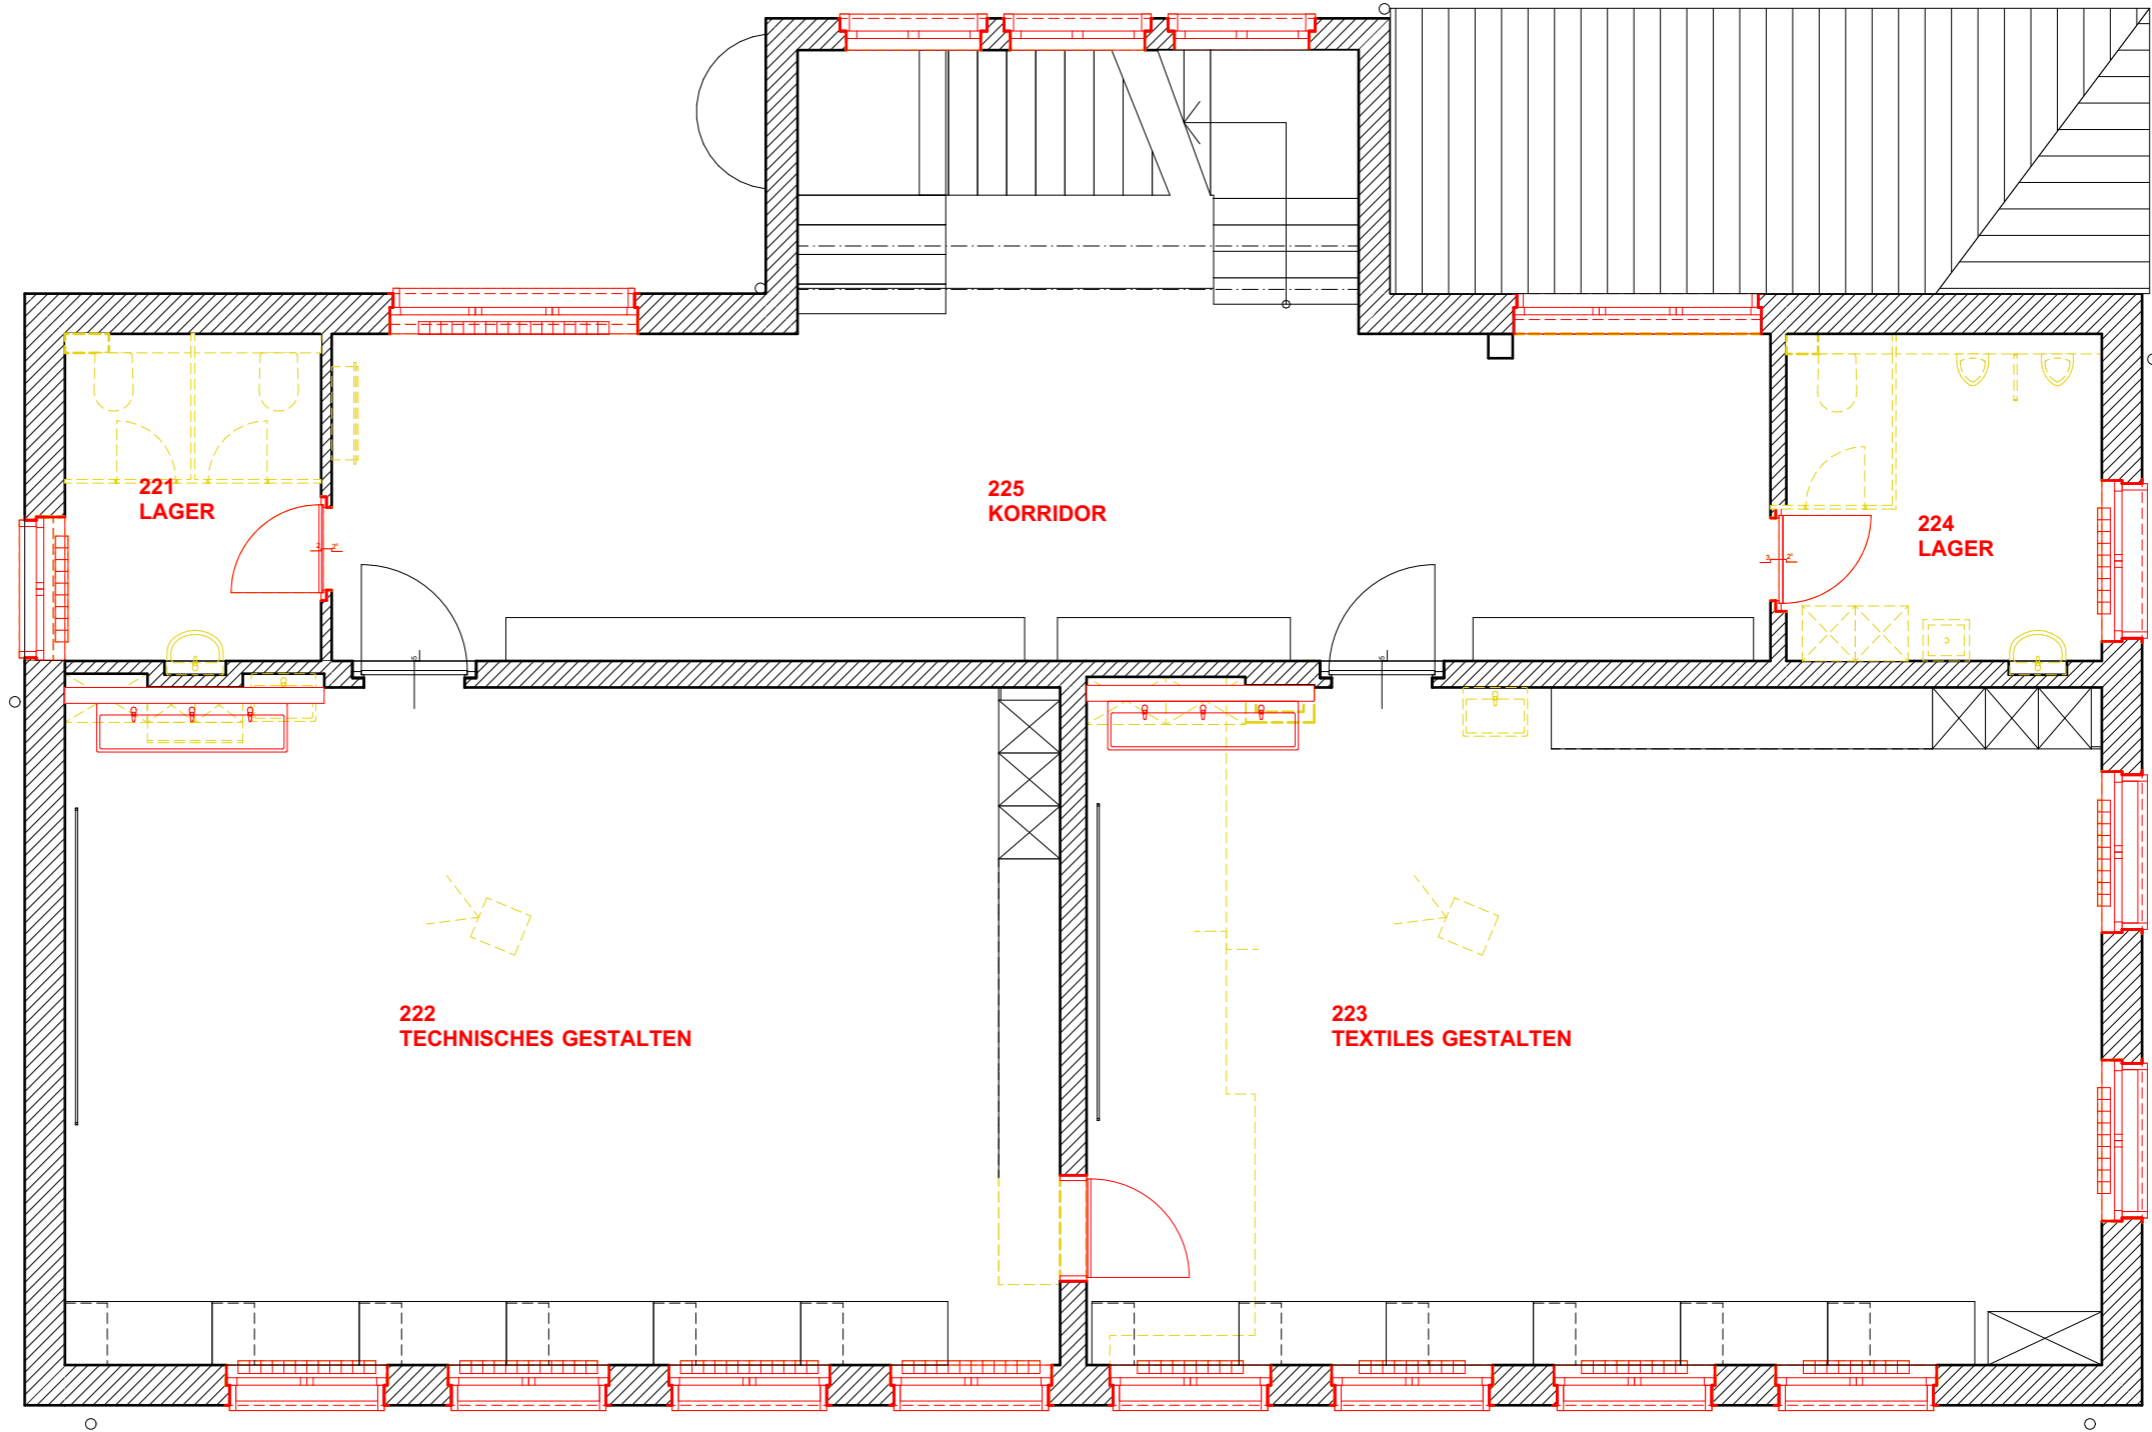 221
LAGER
225
KORRIDOR
224
LAGER
222
TECHNISCHES GESTALTEN
223
TEXTILES GESTALTEN